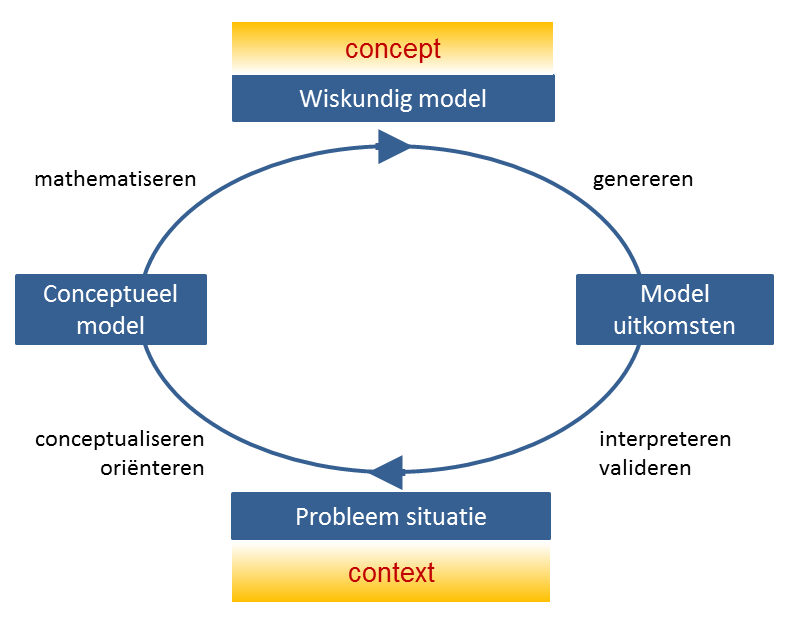 concept
Wiskundig model
mathematiseren
genereren
Conceptueel
model
Model
uitkomsten
conceptualiseren
oriënteren
interpreteren
valideren
Probleem situatie
context